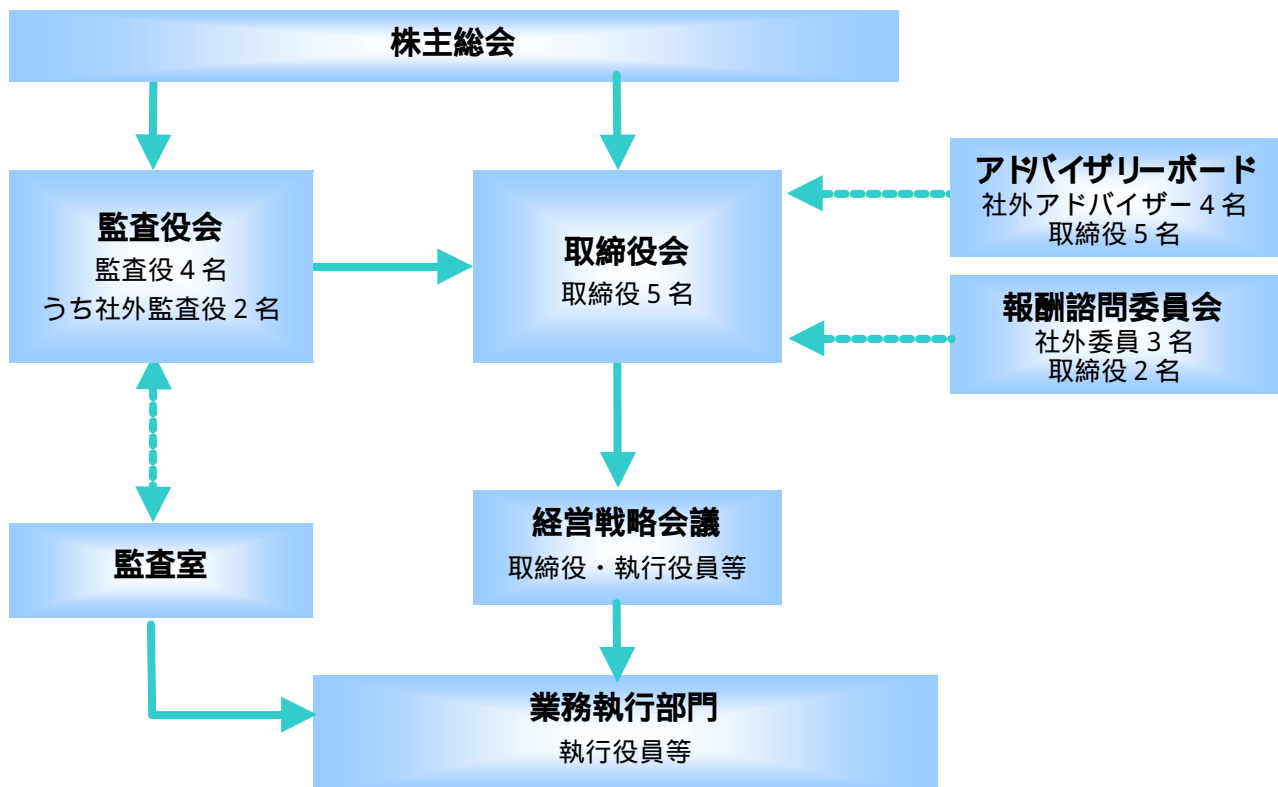 株主総会
監査役会
監査役 4 名
うち社外監査役 2 名
取締役会
取締役 5 名
アドバイザリーボード
社外アドバイザー 4 名
取締役 5 名
報酬諮問委員会
社外委員 3 名
取締役 2 名
監査室
経営戦略会議
取締役・執行役員等
業務執行部門
執行役員等